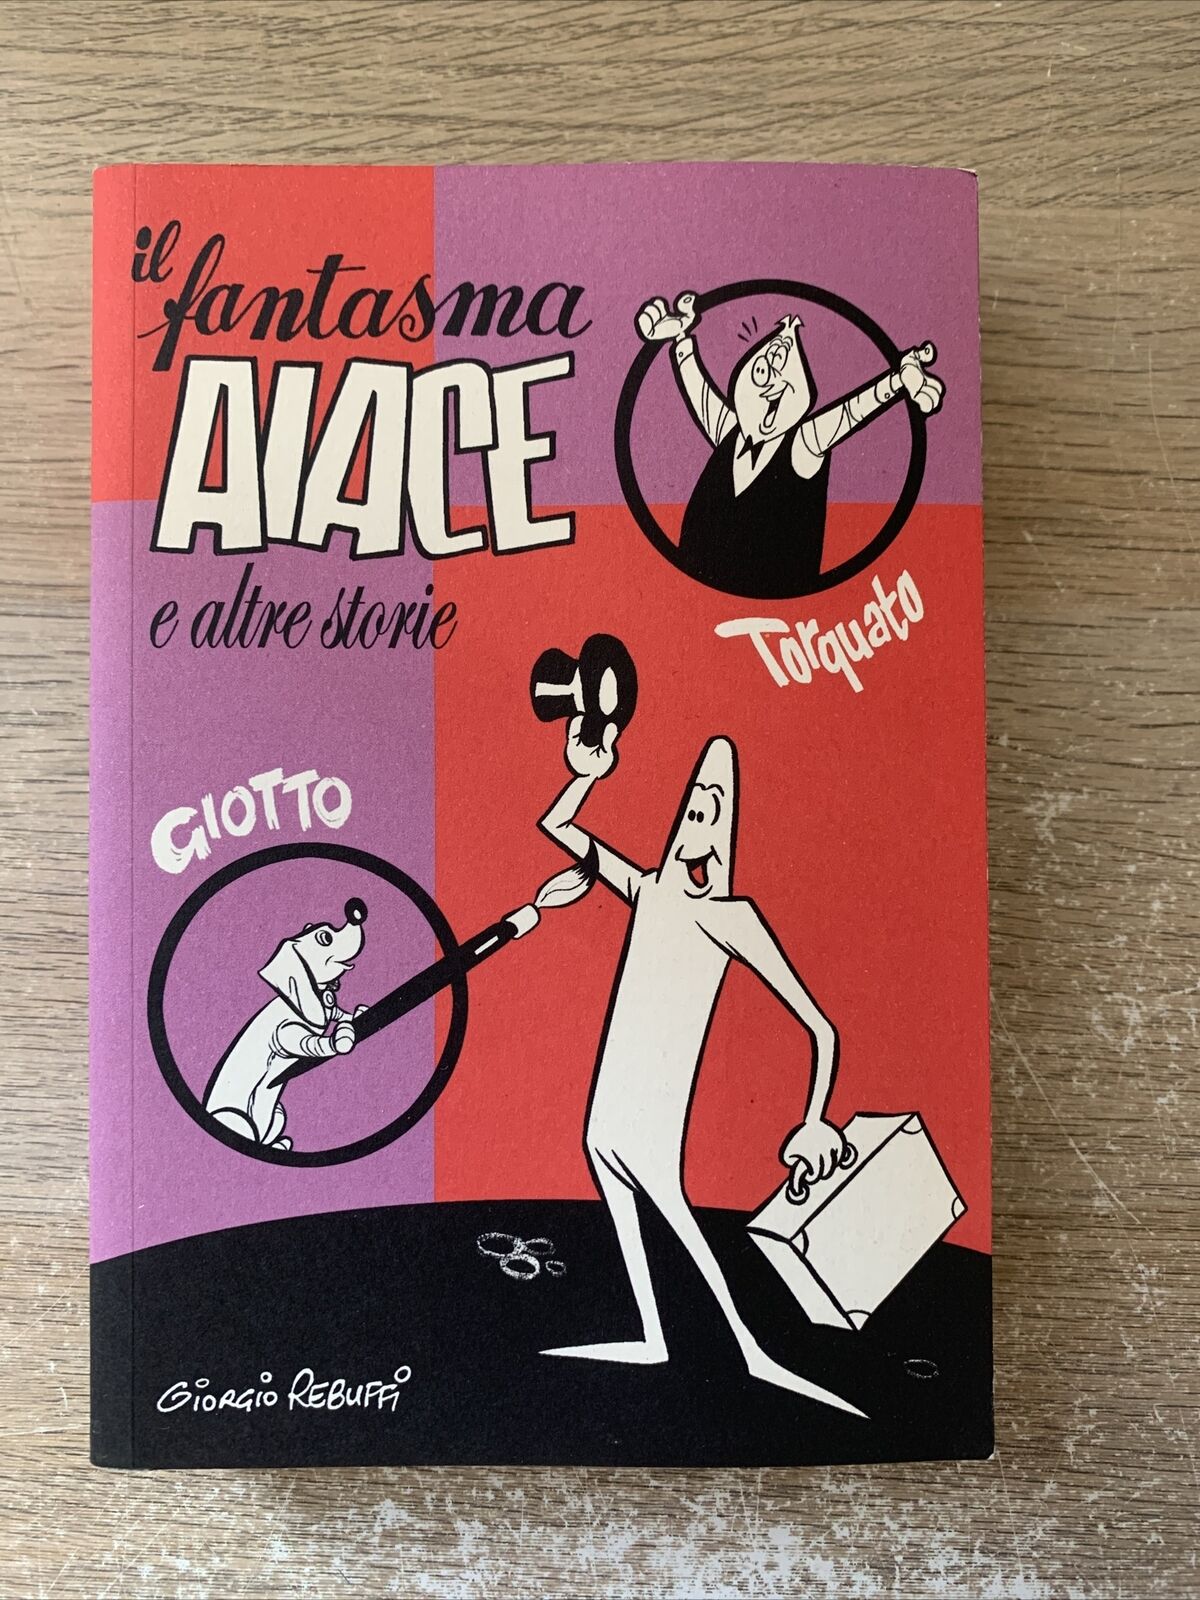 il
fantasma
AIACE
e altre storie
Torquato
GIOTTO
GiORGiO REBUFFi